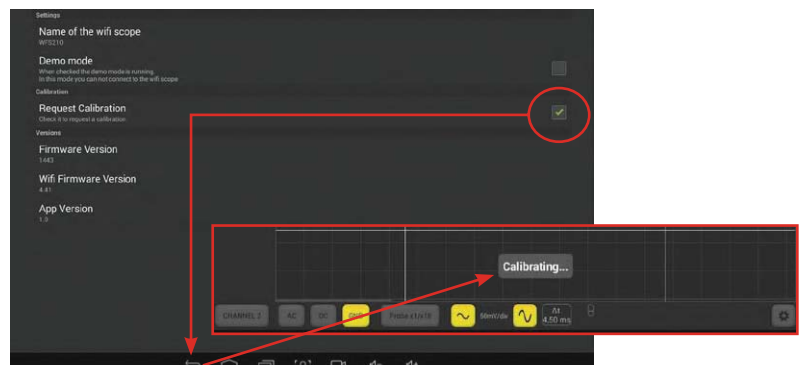 Settings
Name of the wifi scope
WFS210
Demo mode
When checked the demo mode is running.
In this mode you can not connect to the wifi scope
Calibration
Request Calibration
Check it to request a calibration
Versions
Firmware Version
1443
Wifi Firmware Version
4.41
App Version
1.3
Calibrating...
CHANNEL 2
AC
DC
GND
Probe x1/x10
50mV/div
Δt
4,50 ms